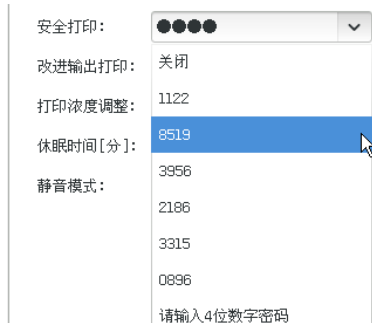 安全打印: ●●●●
改进输出打印: 关闭
打印浓度调整: 1122
8519
休眠时间[分]:
3956
静音模式:
2186
3315
0896
请输入4位数字密码